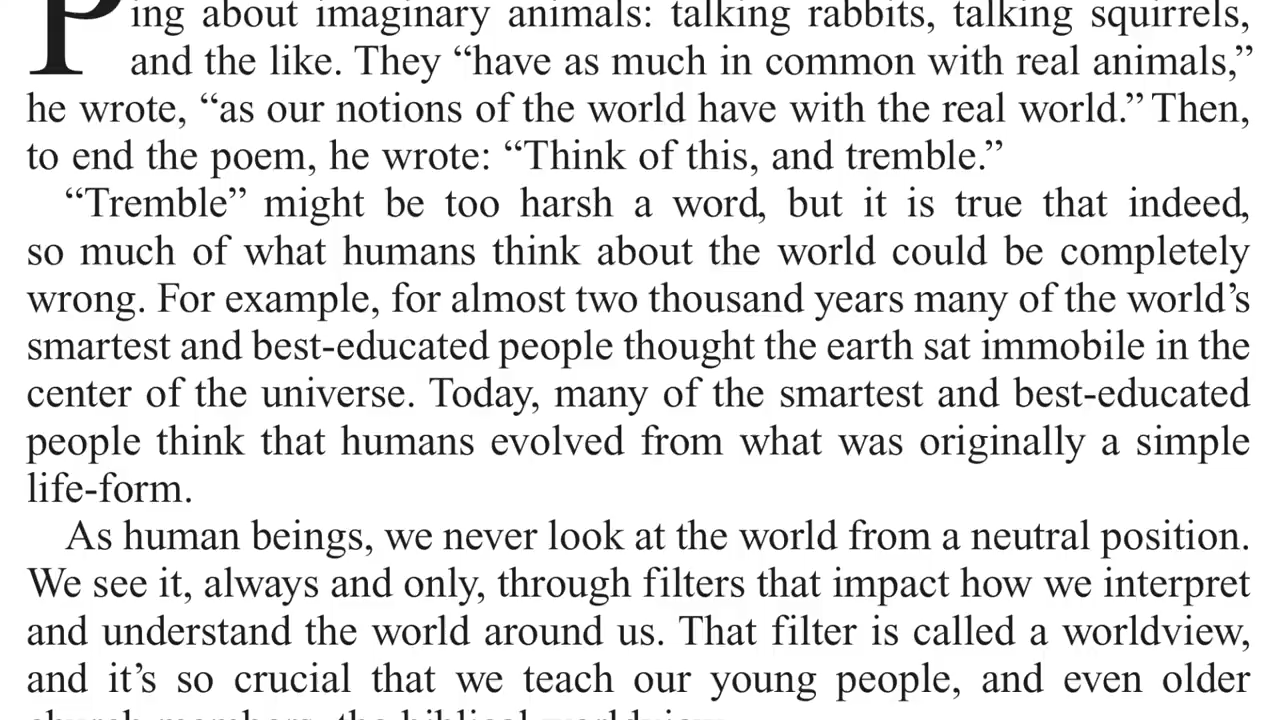 P
ing about imaginary animals: talking rabbits, talking squirrels,
and the like. They “have as much in common with real animals,”
he wrote, “as our notions of the world have with the real world.” Then,
to end the poem, he wrote: “Think of this, and tremble.”
“Tremble” might be too harsh a word, but it is true that indeed,
so much of what humans think about the world could be completely
wrong. For example, for almost two thousand years many of the world’s
smartest and best-educated people thought the earth sat immobile in the
center of the universe. Today, many of the smartest and best-educated
people think that humans evolved from what was originally a simple
life-form.
As human beings, we never look at the world from a neutral position.
We see it, always and only, through filters that impact how we interpret
and understand the world around us. That filter is called a worldview,
and it’s so crucial that we teach our young people, and even older
church members, the biblical worldview.